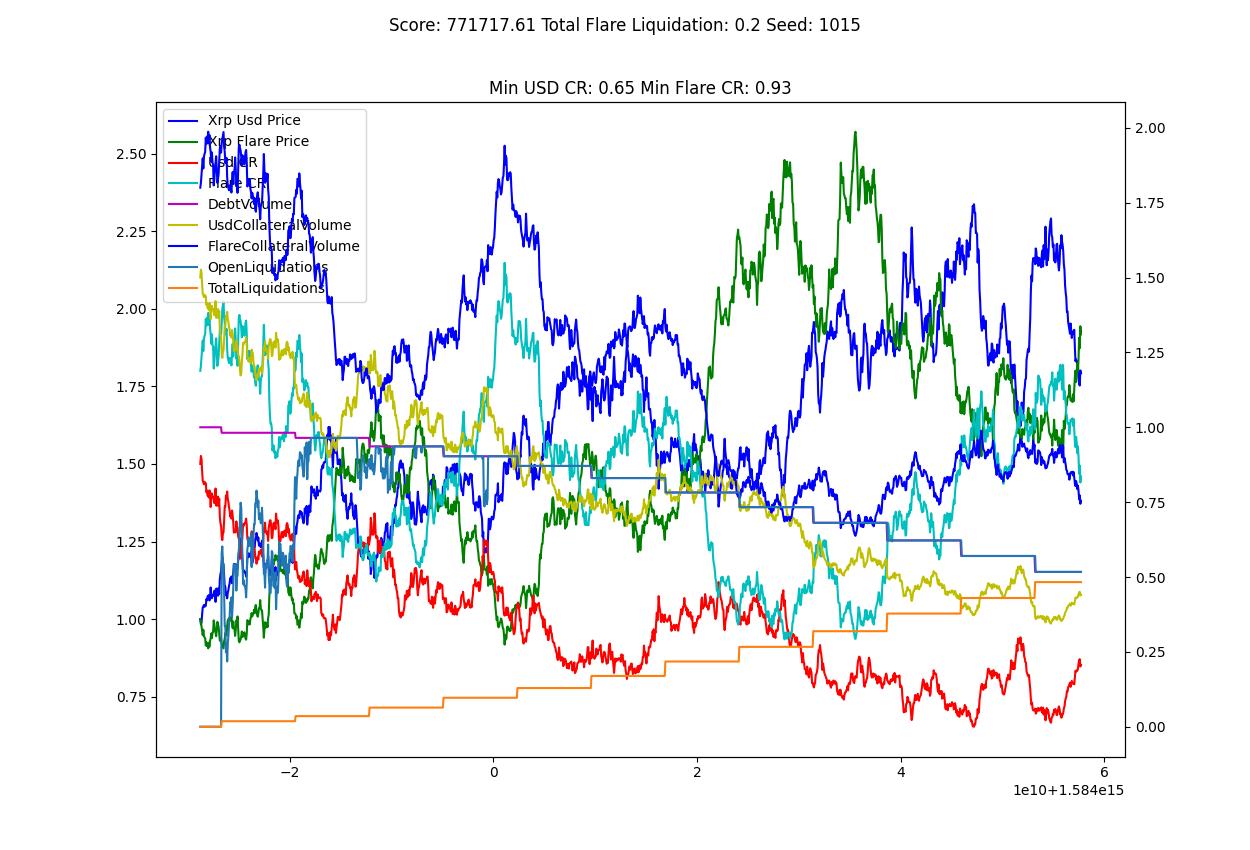 Score: 771717.61 Total Flare Liquidation: 0.2 Seed: 1015
Min USD CR: 0.65 Min Flare CR: 0.93
Xrp Usd Price
Xrp Flare Price
Usd CR
Flare CR
DebtVolume
UsdCollateralVolume
FlareCollateralVolume
OpenLiquidations
TotalLiquidations
2.50
2.25
2.00
1.75
1.50
1.25
1.00
0.75
2.00
1.75
1.50
1.25
1.00
0.75
0.50
0.25
0.00
−2 0 2 4 6
1e10+1.584e15